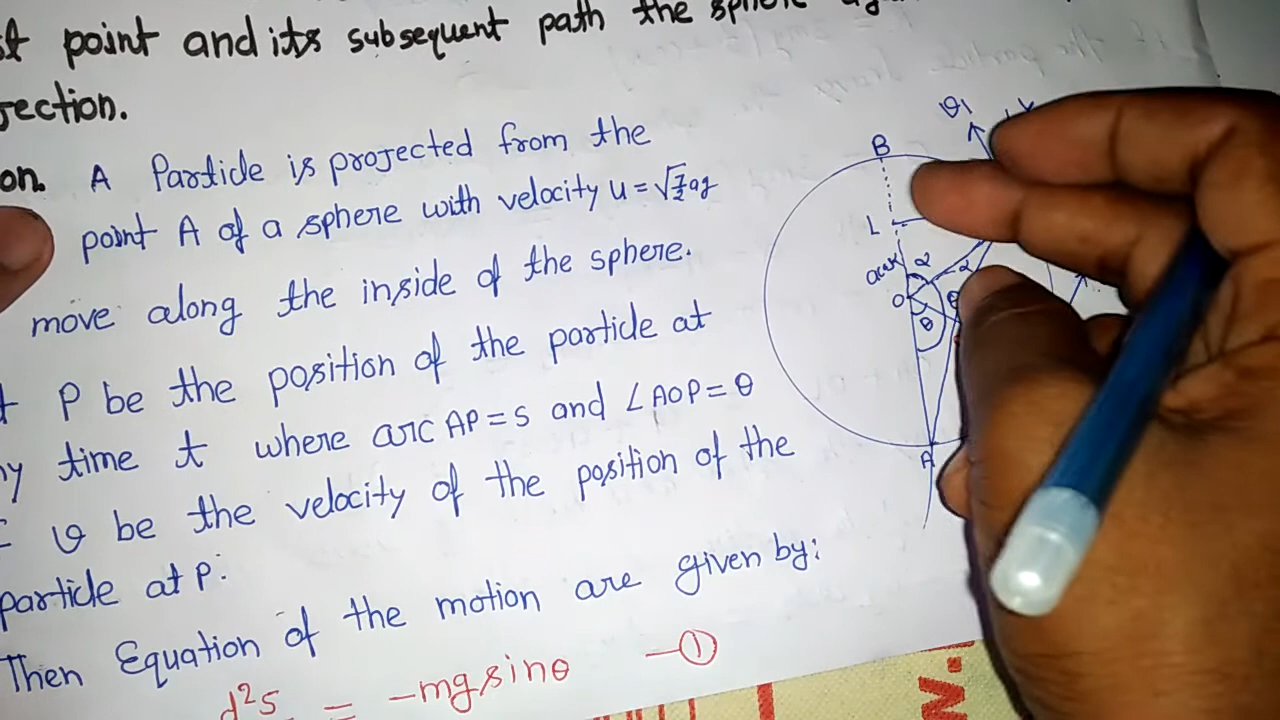 point and its subsequent path the
rection.
on. A Particle is projected from the
point A of a sphere with velocity u = √7/2 ag
move along the inside of the sphere.
P be the position of the particle at
time t where arc AP = s and ∠AOP = θ
v be the velocity of the position of the
particle at P.
Then Equation of the motion are given by:
d²s = -mg sinθ —①
B
L
O
α
α
θ
A
v1
N.